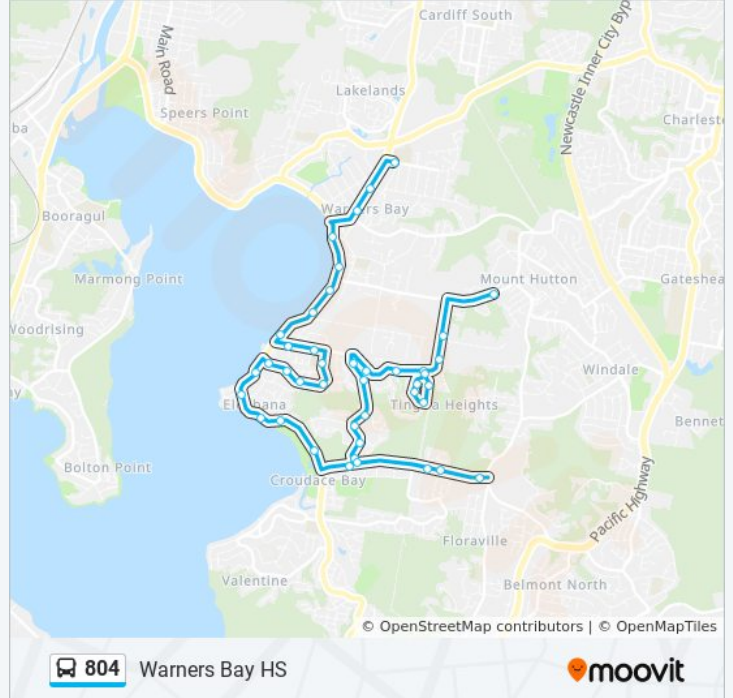 Cardiff South
Main Road
Newcastle Inner City Byp
Lakelands
Speers Point
Charlest
ba
Warners Bay
Booragul
Marmong Point
Mount Hutton
Gateshea
Woodrising
Windale
ay
Tingira Heights
Bennet
Bolton Point
Croudace Bay
Pacific Highway
Floraville
Valentine
Belmont North
© OpenStreetMap contributors | © OpenMapTiles
804 Warners Bay HS
moovit